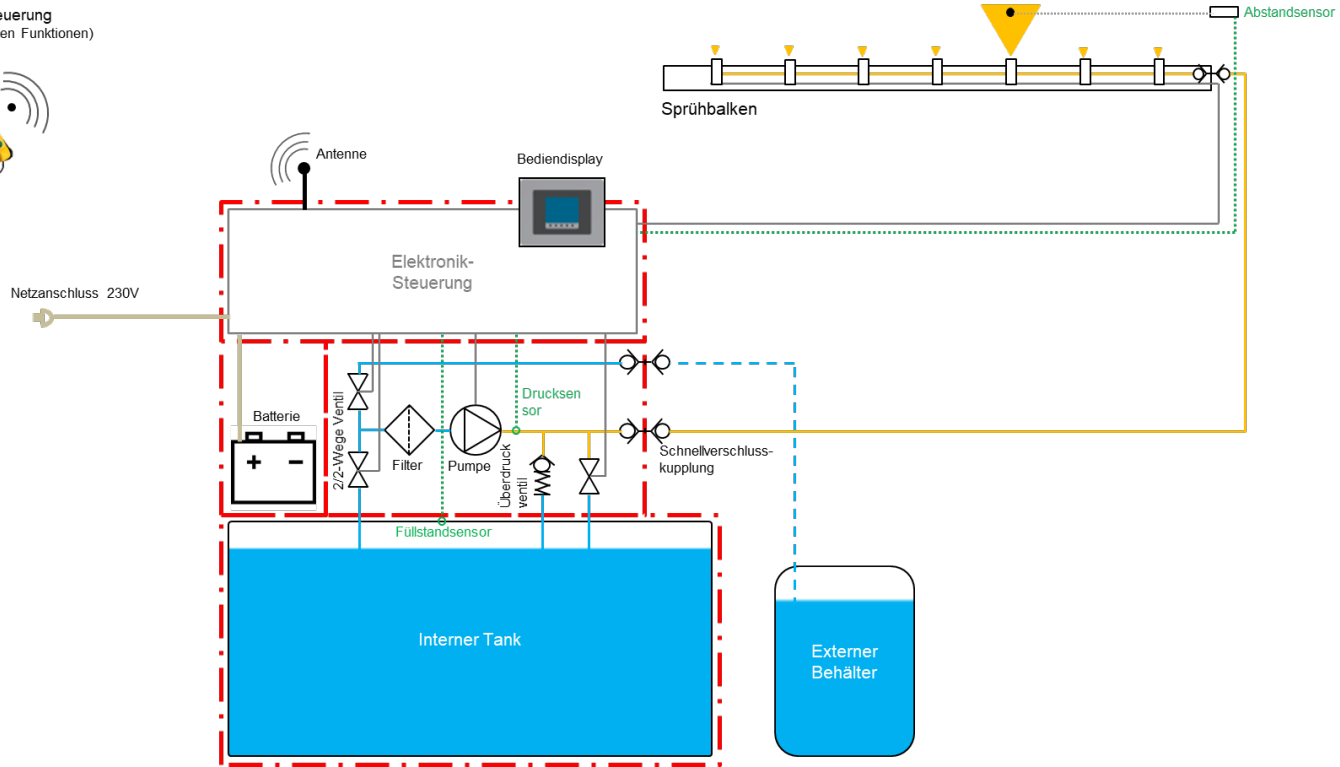 euerung
en Funktionen)
Abstandsensor
Sprühbalken
Antenne
Bediendisplay
Elektronik-
Steuerung
Netzanschluss 230V
Batterie
+ −
2/2-Wege Ventil
Filter
Pumpe
Drucksen
sor
Überdruck
ventil
Schnellverschluss-
kupplung
Füllstandsensor
Interner Tank
Externer
Behälter